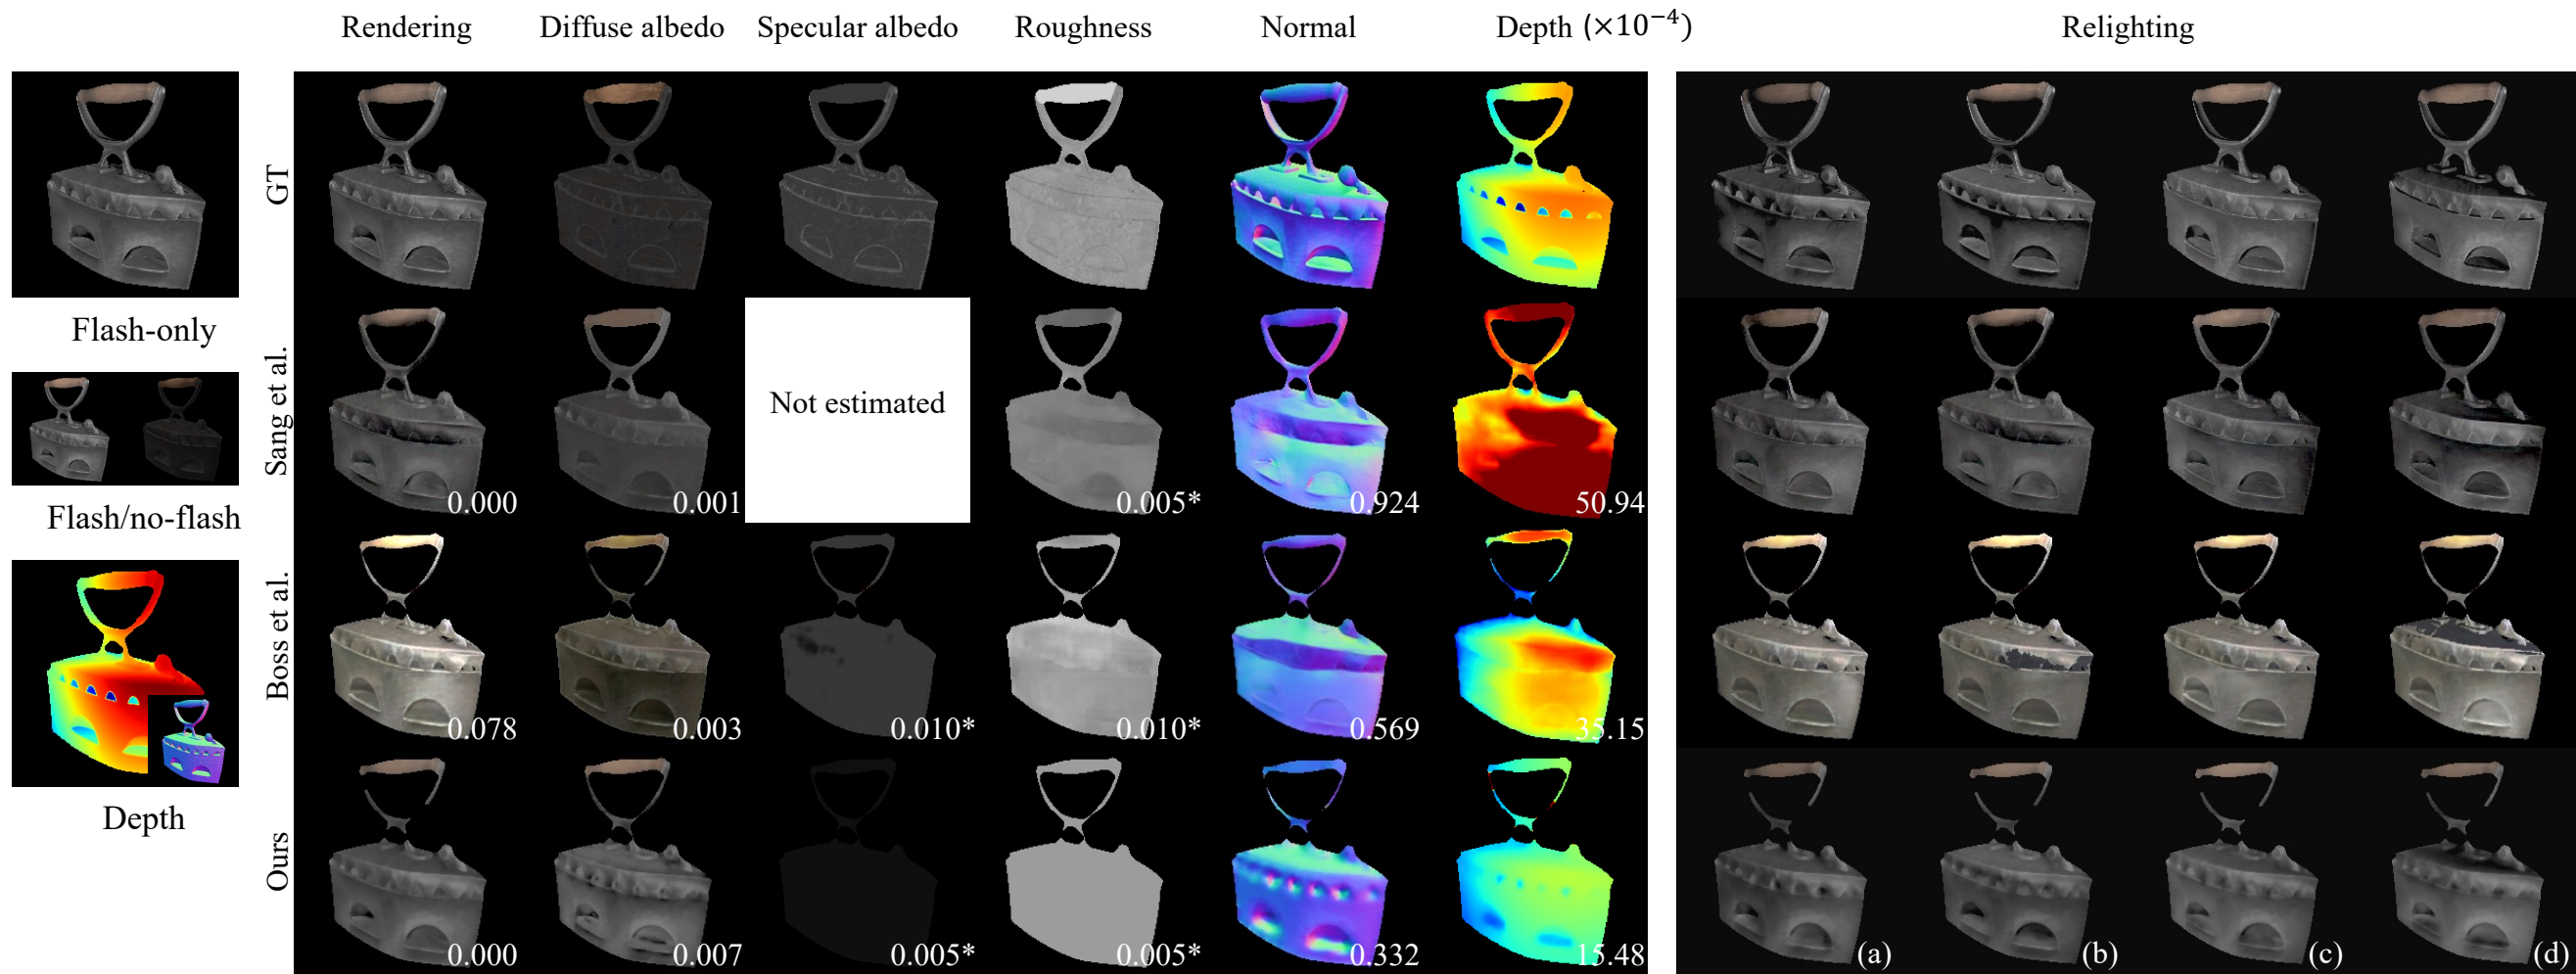 Rendering Diffuse albedo Specular albedo Roughness Normal Depth (×10⁻⁴) Relighting
Flash-only
Flash/no-flash
Depth
GT
Sang et al.
Not estimated
0.000 0.001 0.005* 0.924 50.94
Boss et al.
0.078 0.003 0.010* 0.010* 0.569 35.15
Ours
0.000 0.007 0.005* 0.005* 0.332 15.48
(a) (b) (c) (d)